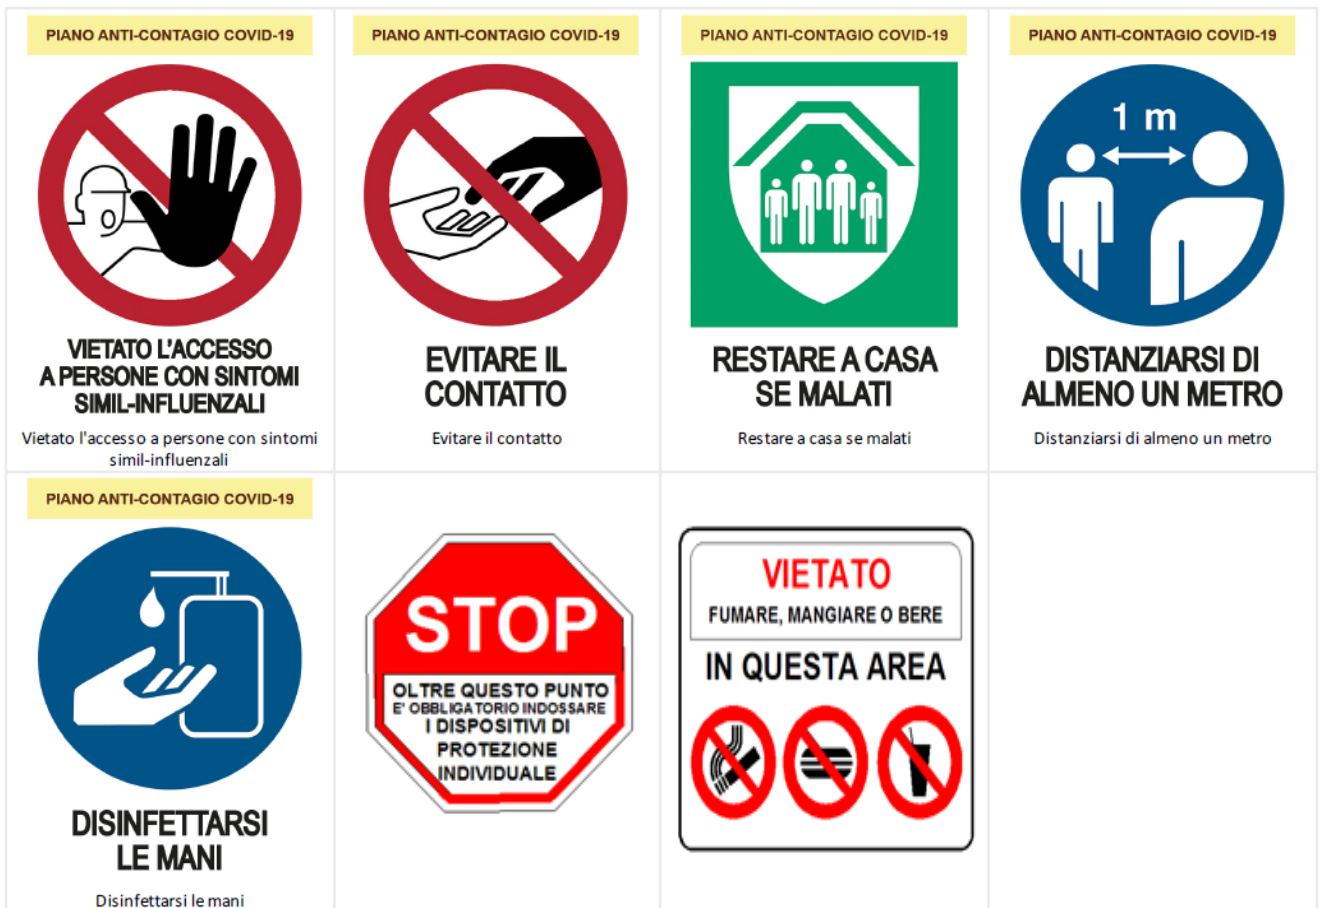 PIANO ANTI-CONTAGIO COVID-19
VIETATO L'ACCESSO
A PERSONE CON SINTOMI
SIMIL-INFLUENZALI
Vietato l'accesso a persone con sintomi
simil-influenzali
PIANO ANTI-CONTAGIO COVID-19
EVITARE IL
CONTATTO
Evitare il contatto
PIANO ANTI-CONTAGIO COVID-19
RESTARE A CASA
SE MALATI
Restare a casa se malati
PIANO ANTI-CONTAGIO COVID-19
1 m
DISTANZIARSI DI
ALMENO UN METRO
Distanziarsi di almeno un metro
PIANO ANTI-CONTAGIO COVID-19
DISINFETTARSI
LE MANI
Disinfettarsi le mani
STOP
OLTRE QUESTO PUNTO
E' OBBLIGATORIO INDOSSARE
I DISPOSITIVI DI
PROTEZIONE
INDIVIDUALE
VIETATO
FUMARE, MANGIARE O BERE
IN QUESTA AREA